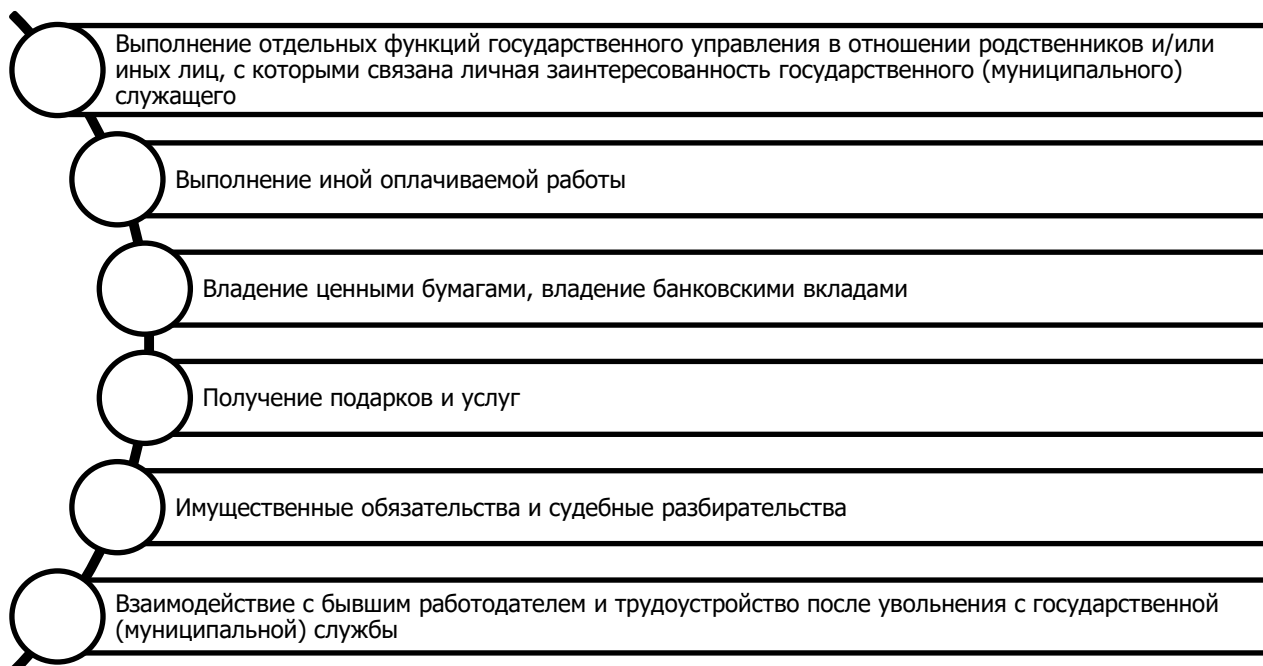 Выполнение отдельных функций государственного управления в отношении родственников и/или
иных лиц, с которыми связана личная заинтересованность государственного (муниципального)
служащего
Выполнение иной оплачиваемой работы
Владение ценными бумагами, владение банковскими вкладами
Получение подарков и услуг
Имущественные обязательства и судебные разбирательства
Взаимодействие с бывшим работодателем и трудоустройство после увольнения с государственной
(муниципальной) службы